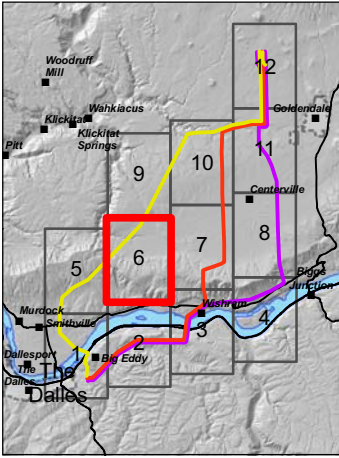 Woodruff
Mill
12
Wahkiacus
Klickitat
Klickitat
Springs
Goldendale
Pitt
11
10
9
Centerville
6
7
8
5
Biggs
Junction
Murdock
Wishram
Smithville
4
3
Dallesport
1
2
Big Eddy
The
Dalles
The
Dalles